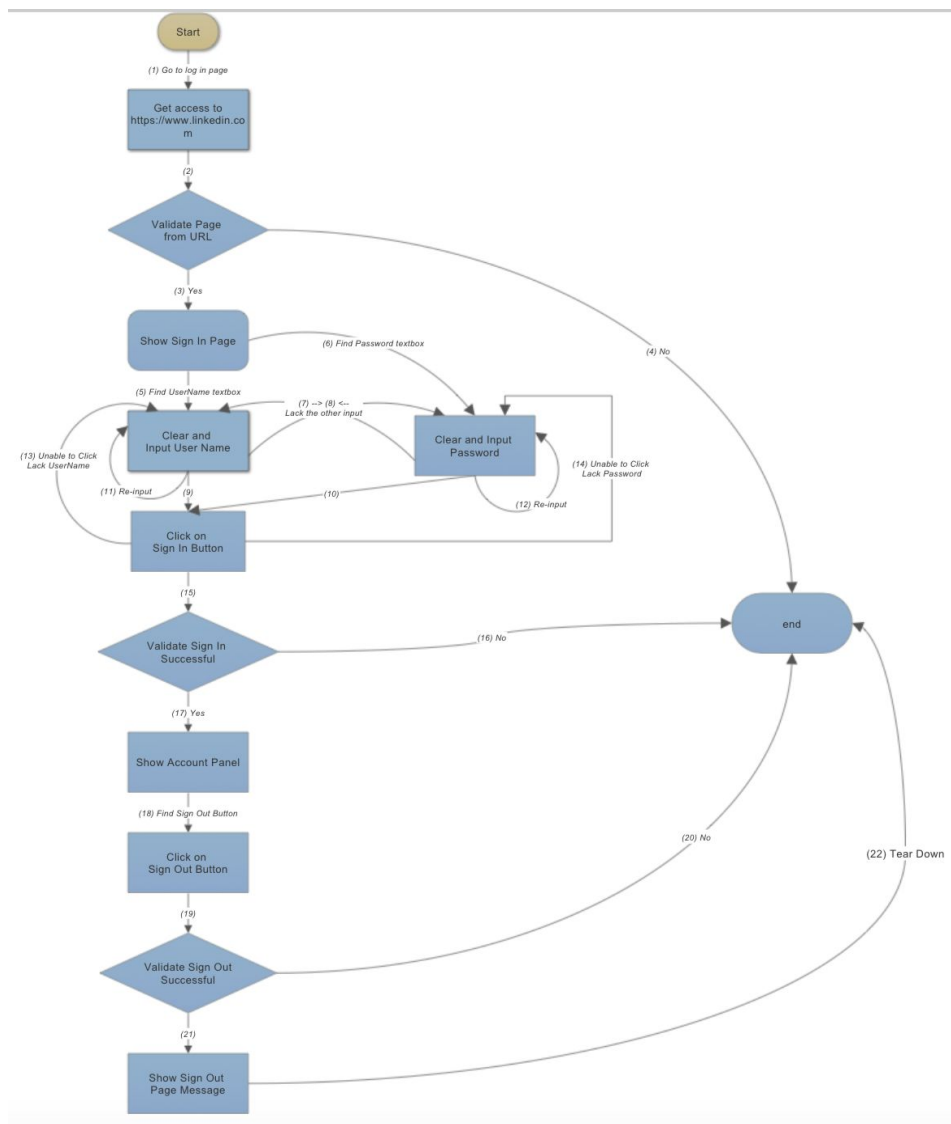 Start
(1) Go to log in page
Get access to
https://www.linkedin.co
m
(2)
Validate Page
from URL
(3) Yes
(4) No
Show Sign In Page
(6) Find Password textbox
(5) Find UserName textbox
(7) --> (8) <--
Lack the other input
Clear and
Input User Name
Clear and Input
Password
(13) Unable to Click
Lack UserName
(14) Unable to Click
Lack Password
(11) Re-input
(9)
(10)
(12) Re-input
Click on
Sign In Button
(15)
end
Validate Sign In
Successful
(16) No
(17) Yes
Show Account Panel
(18) Find Sign Out Button
(20) No
Click on
Sign Out Button
(22) Tear Down
(19)
Validate Sign Out
Successful
(21)
Show Sign Out
Page Message